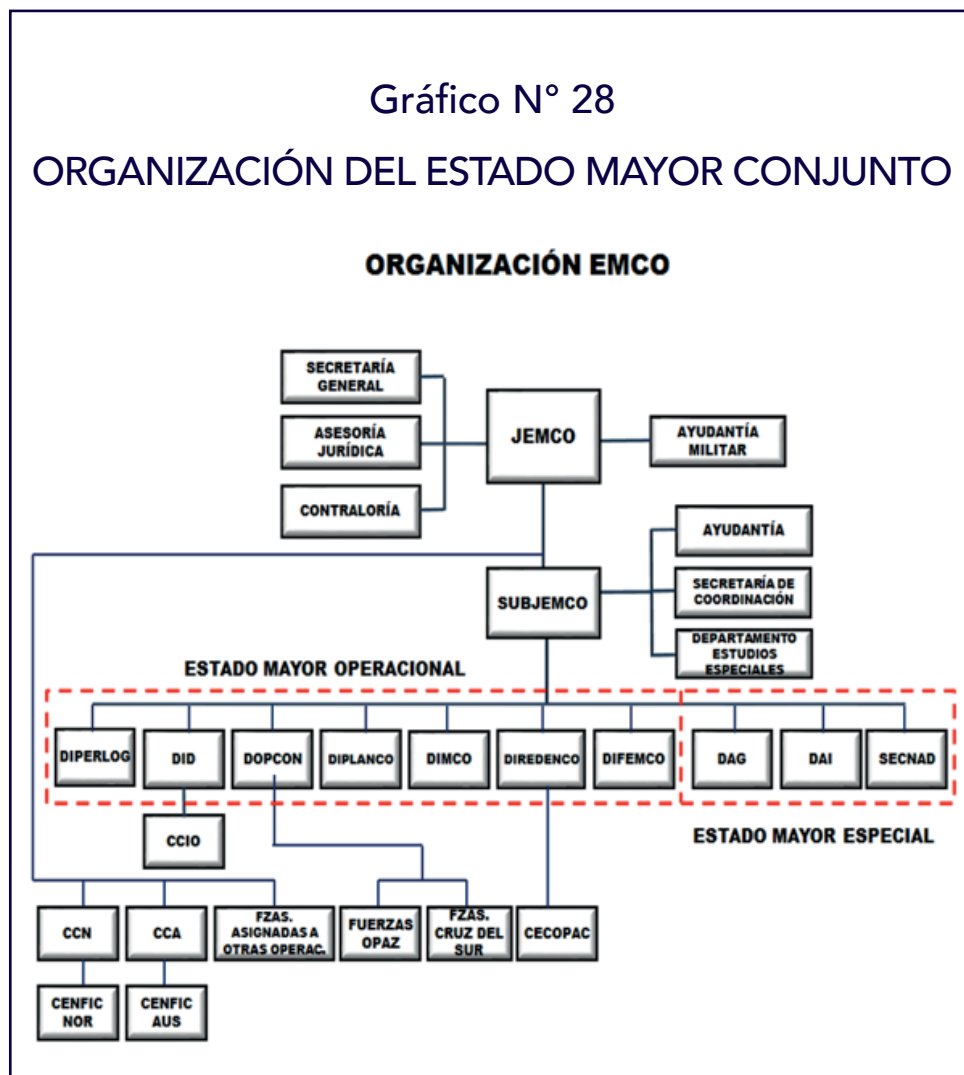 Gráfico N° 28
ORGANIZACIÓN DEL ESTADO MAYOR CONJUNTO
ORGANIZACIÓN EMCO
SECRETARÍA
GENERAL
ASESORÍA
JURÍDICA
CONTRALORÍA
JEMCO
AYUDANTÍA
MILITAR
SUBJEMCO
AYUDANTÍA
SECRETARÍA DE
COORDINACIÓN
DEPARTAMENTO
ESTUDIOS
ESPECIALES
ESTADO MAYOR OPERACIONAL
DIPERLOG
DID
DOPCON
DIPLANCO
DIMCO
DIREDENCO
DIFEMCO
DAG
DAI
SECNAD
ESTADO MAYOR ESPECIAL
CCIO
CCN
CCA
FZAS.
ASIGNADAS A
OTRAS OPERAC.
FUERZAS
OPAZ
FZAS.
CRUZ DEL
SUR
CECOPAC
CENFIC
NOR
CENFIC
AUS